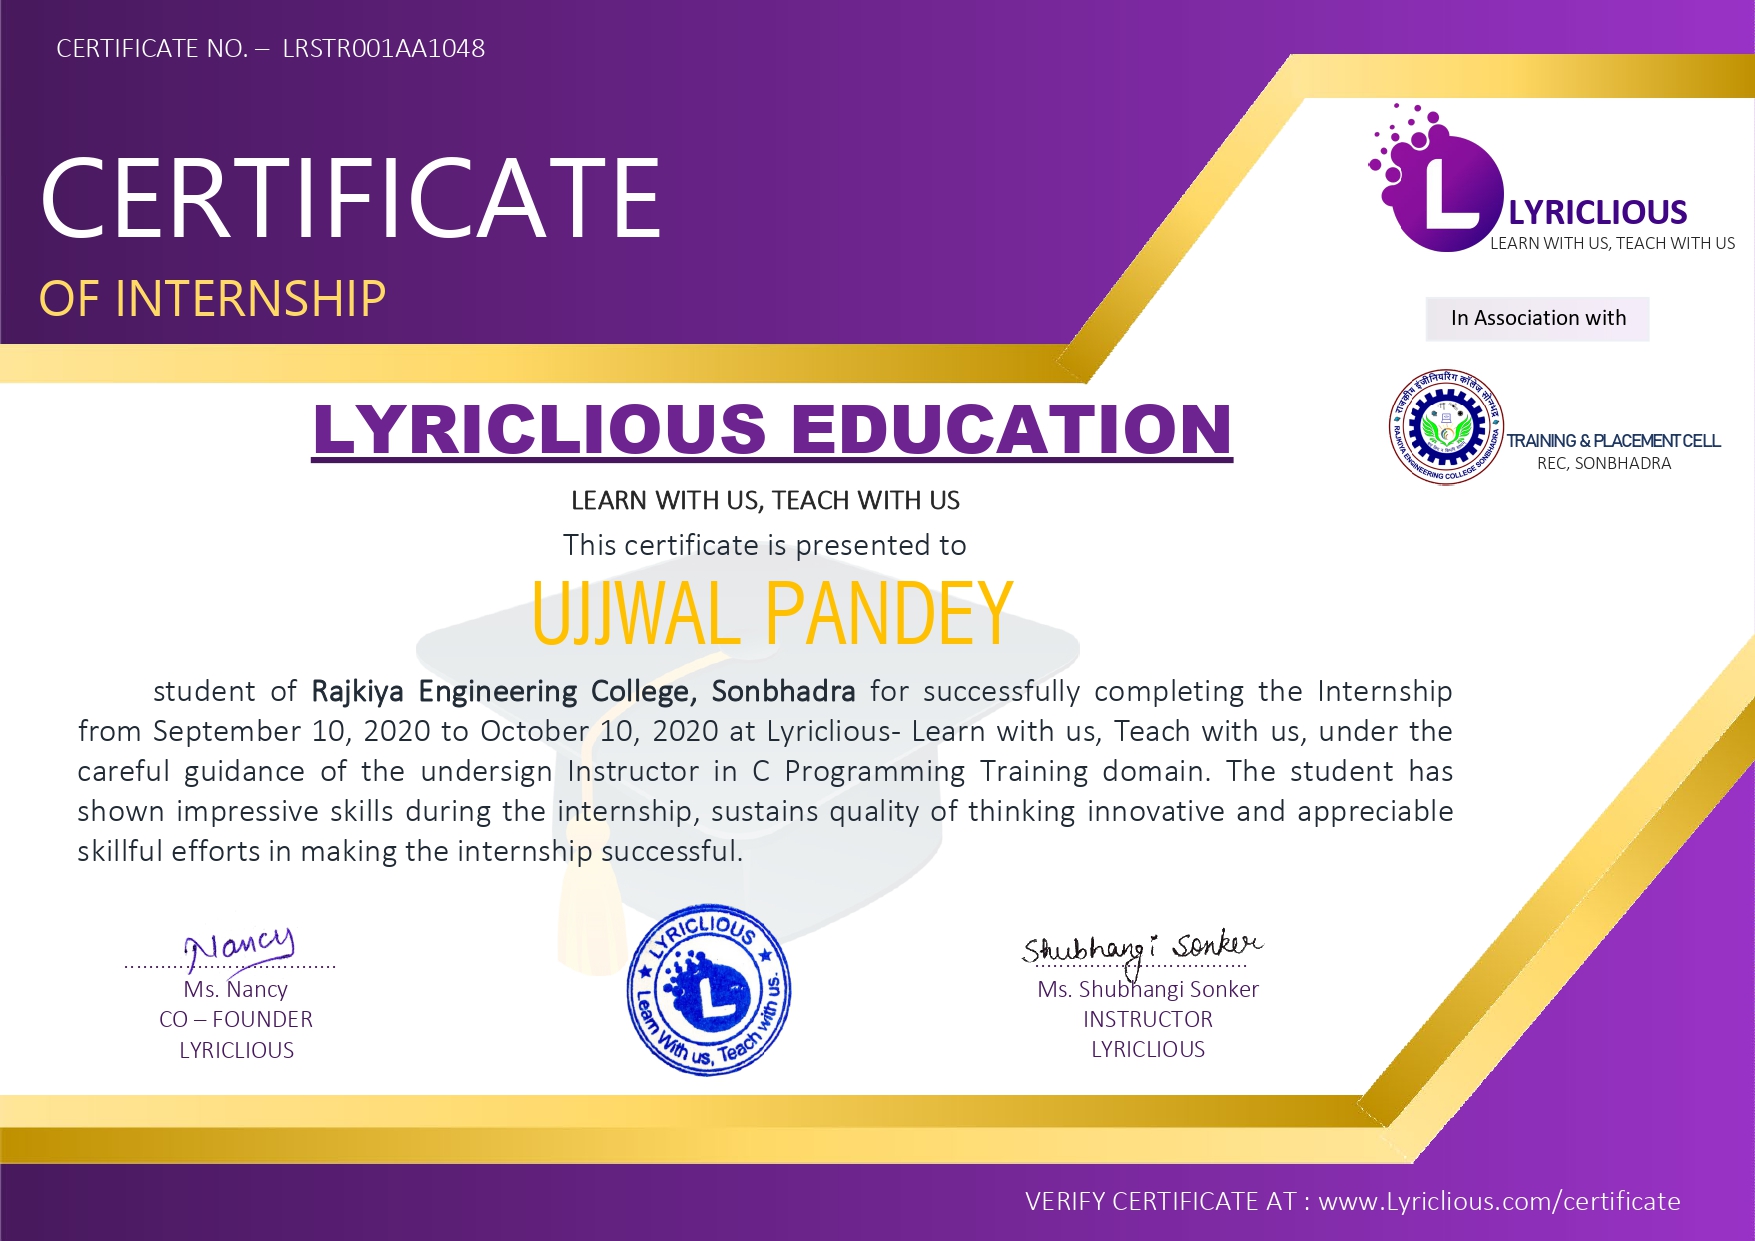 CERTIFICATE NO. – LRSTR001AA1048
CERTIFICATE
OF INTERNSHIP
L
LYRICLIOUS
LEARN WITH US, TEACH WITH US
In Association with
राजकीय इंजीनियरिंग कॉलेज सोनभद्र
RAJKIYA ENGINEERING COLLEGE SONBHADRA
TRAINING & PLACEMENT CELL
REC, SONBHADRA
LYRICLIOUS EDUCATION
LEARN WITH US, TEACH WITH US
This certificate is presented to
UJJWAL PANDEY
student of Rajkiya Engineering College, Sonbhadra for successfully completing the Internship
from September 10, 2020 to October 10, 2020 at Lyriclious- Learn with us, Teach with us, under the
careful guidance of the undersign Instructor in C Programming Training domain. The student has
shown impressive skills during the internship, sustains quality of thinking innovative and appreciable
skillful efforts in making the internship successful.
Nancy
Ms. Nancy
CO – FOUNDER
LYRICLIOUS
LYRICLIOUS
L
Learn With us, Teach with us.
Shubhangi Sonker
Ms. Shubhangi Sonker
INSTRUCTOR
LYRICLIOUS
VERIFY CERTIFICATE AT : www.Lyriclious.com/certificate